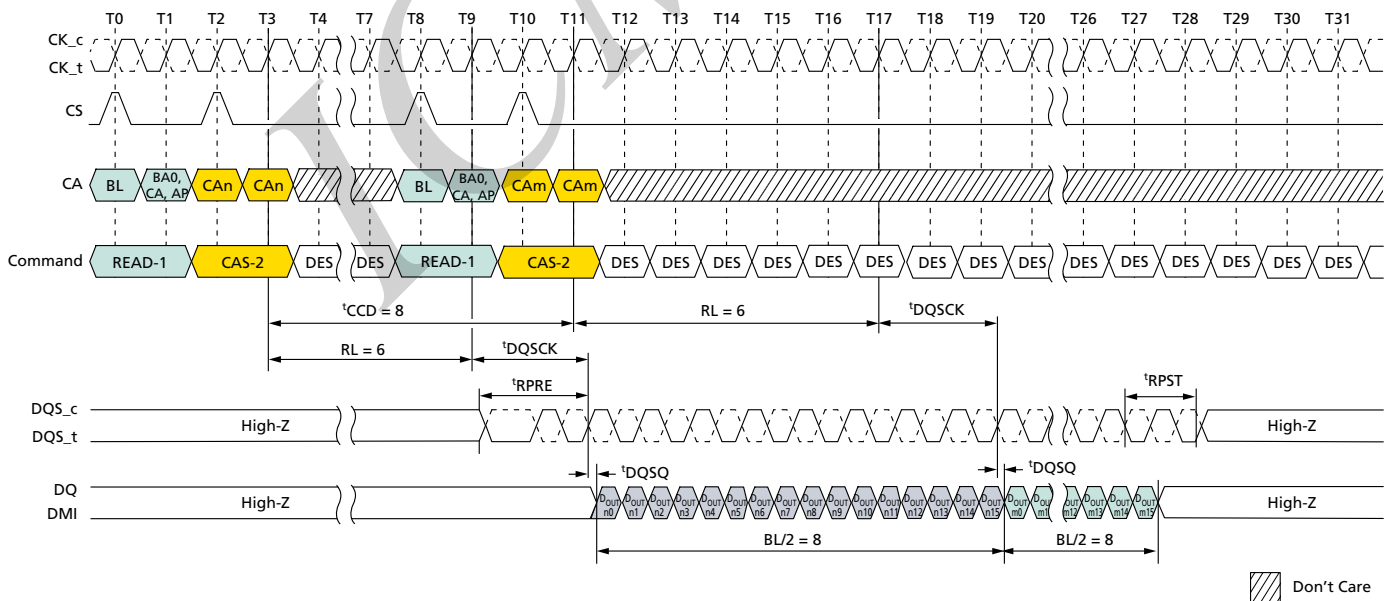 T0 T1 T2 T3 T4 T7 T8 T9 T10 T11 T12 T13 T14 T15 T16 T17 T18 T19 T20 T26 T27 T28 T29 T30 T31
CK_c
CK_t
CS
CA BL BA0, CA, AP CAn CAn BL BA0, CA, AP CAm CAm
Command READ-1 CAS-2 DES DES READ-1 CAS-2 DES DES DES DES DES DES DES DES DES DES DES DES DES DES DES
tCCD = 8 RL = 6 tDQSCK
RL = 6 tDQSCK
tRPRE tRPST
DQS_c
DQS_t
High-Z High-Z
tDQSQ tDQSQ
DQ
DMI
High-Z DOUT n0 DOUT n1 DOUT n2 DOUT n3 DOUT n4 DOUT n5 DOUT n6 DOUT n7 DOUT n8 DOUT n9 DOUT n10 DOUT n11 DOUT n12 DOUT n13 DOUT n14 DOUT n15 DOUT m0 DOUT m1 DOUT m12 DOUT m13 DOUT m14 DOUT m15 High-Z
BL/2 = 8 BL/2 = 8
Don't Care